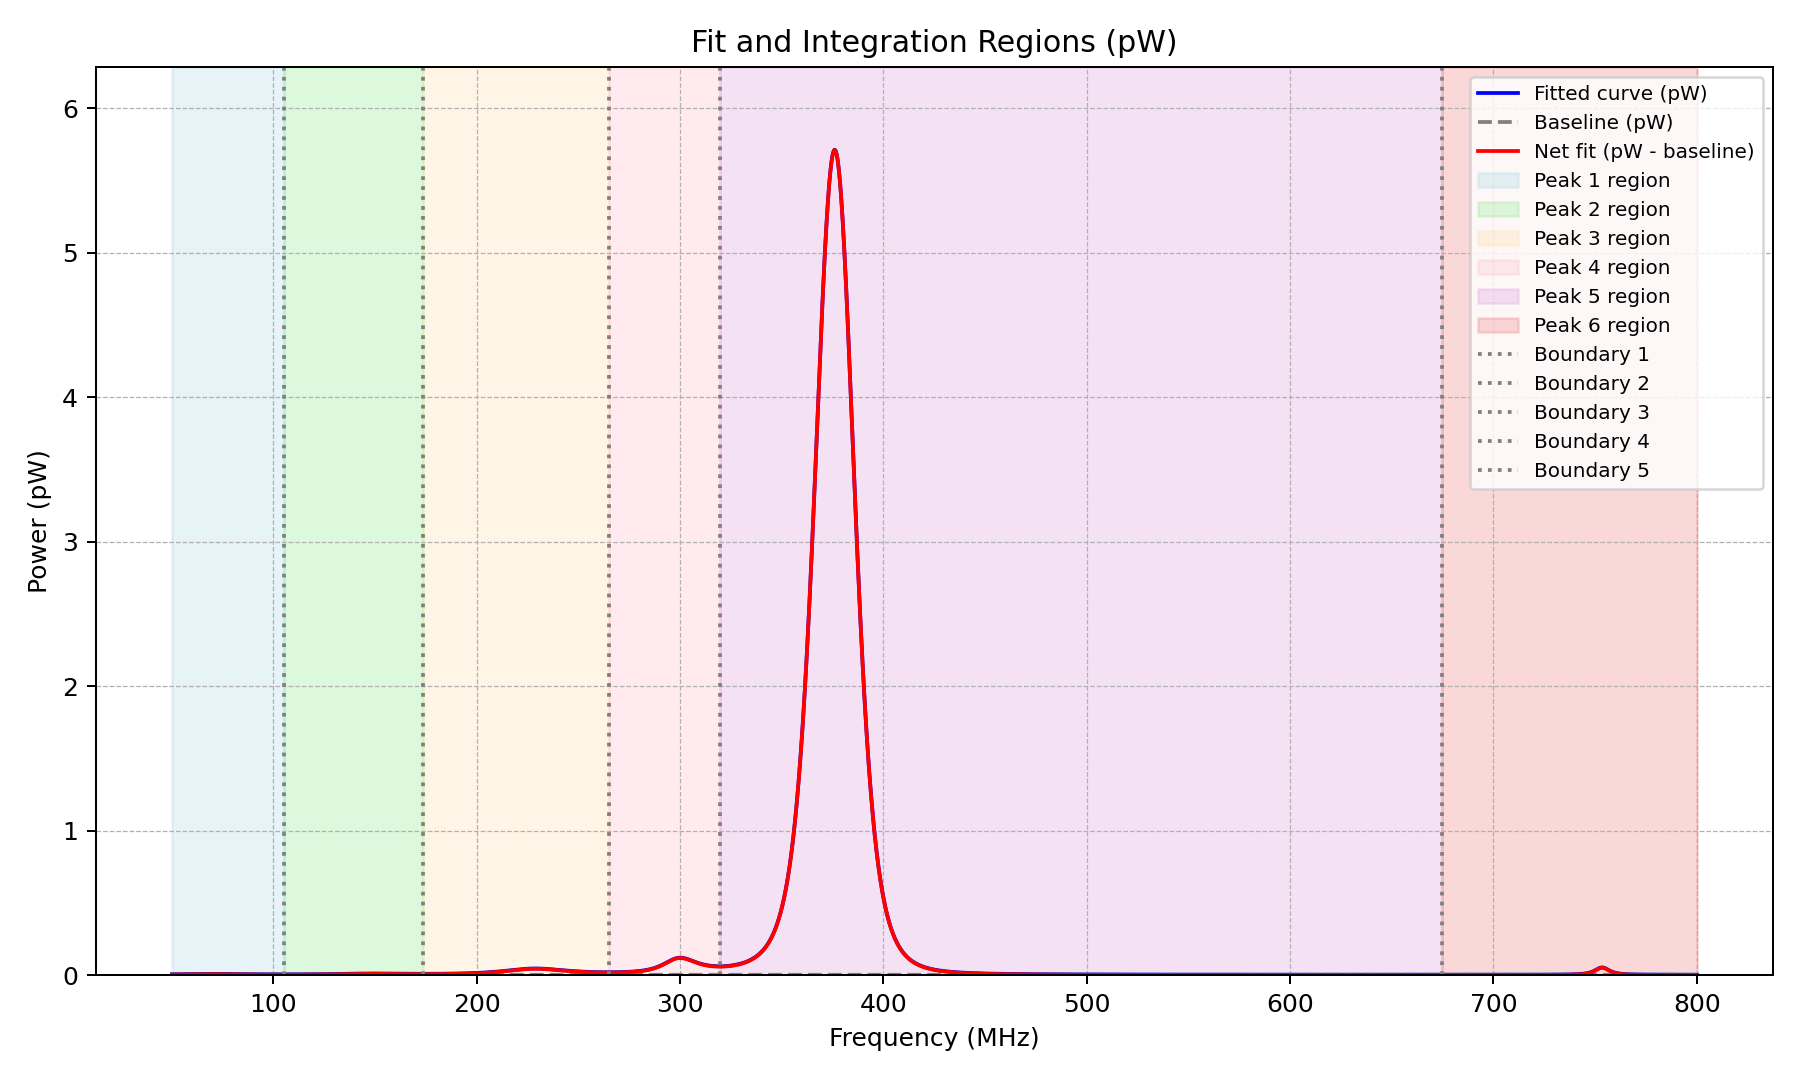 Fit and Integration Regions (pW)
Fitted curve (pW)
Baseline (pW)
Net fit (pW - baseline)
Peak 1 region
Peak 2 region
Peak 3 region
Peak 4 region
Peak 5 region
Peak 6 region
Boundary 1
Boundary 2
Boundary 3
Boundary 4
Boundary 5
Power (pW)
6
5
4
3
2
1
0
100 200 300 400 500 600 700 800
Frequency (MHz)